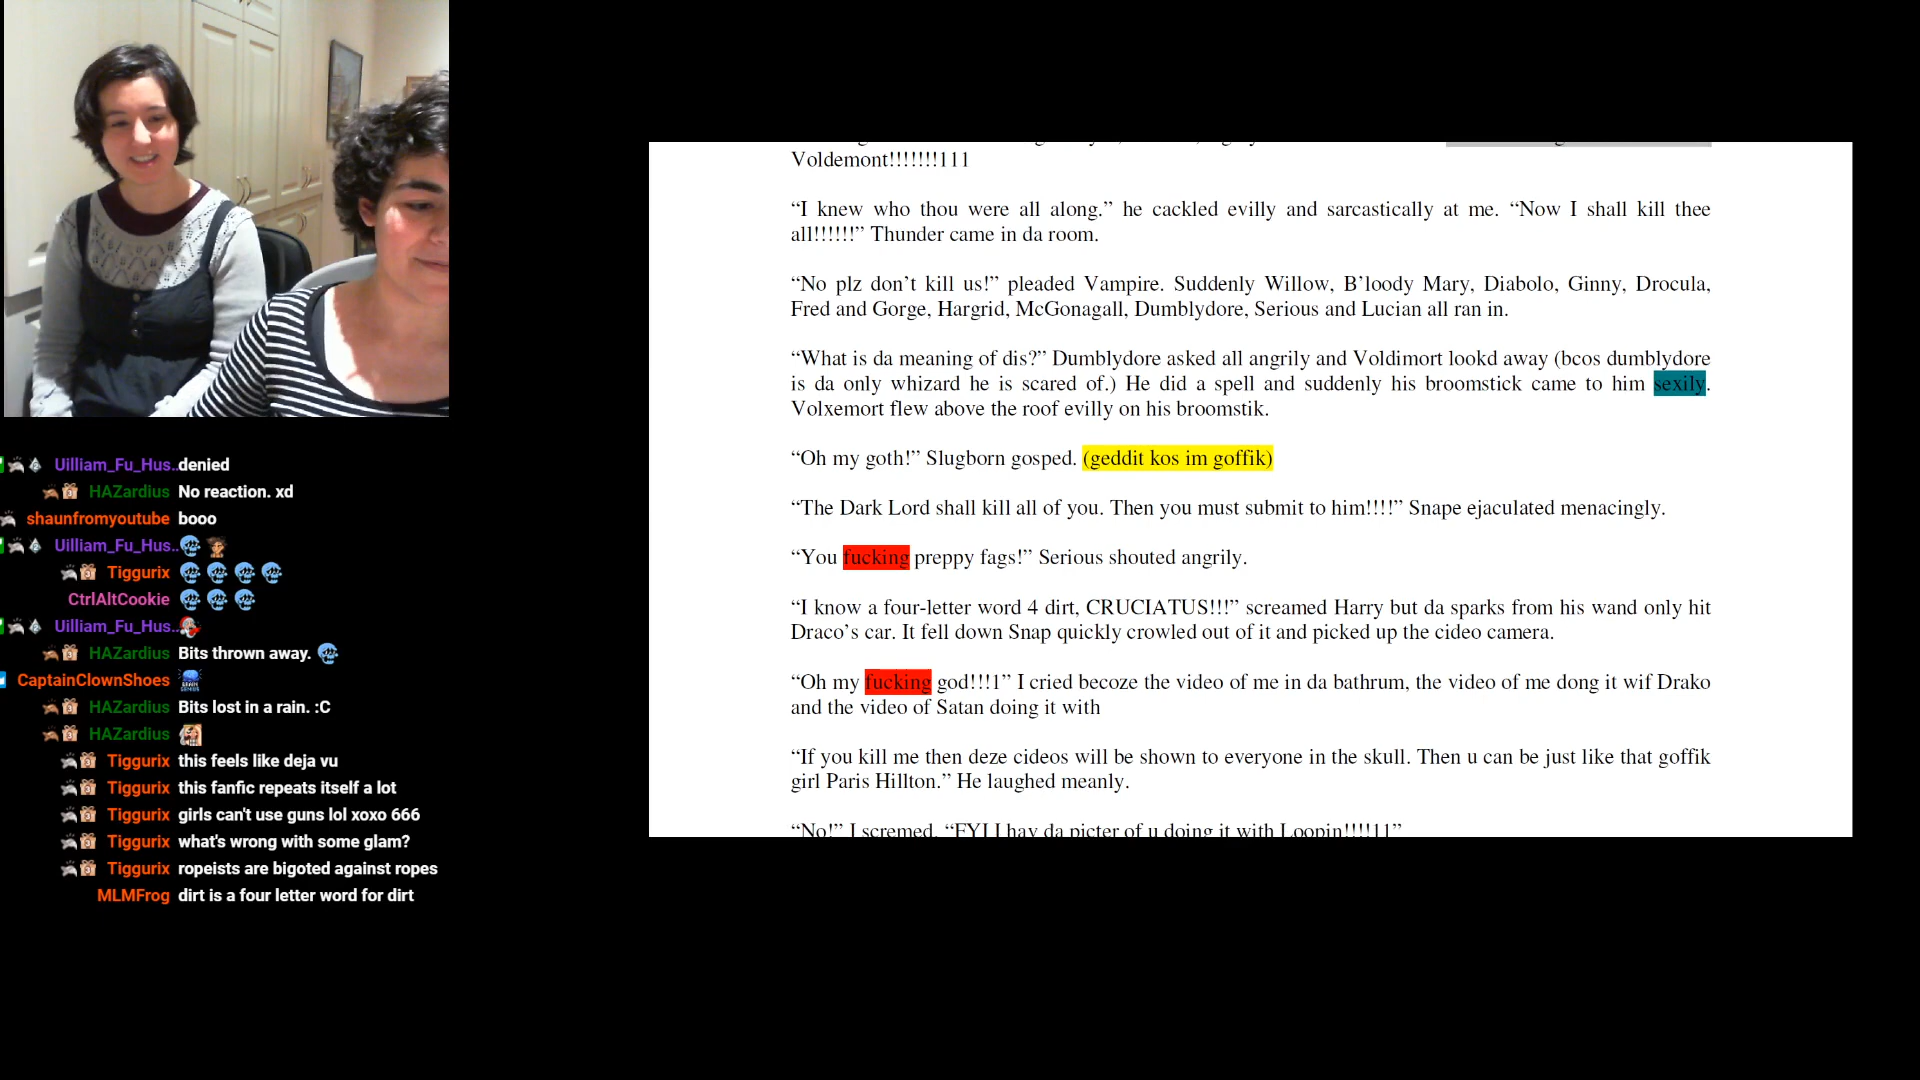 Uilliam_Fu_Hus.. denied
HAZardius No reaction. xd
shaunfromyoutube booo
Uilliam_Fu_Hus..
Tiggurix
CtrlAltCookie
Uilliam_Fu_Hus..
HAZardius Bits thrown away.
CaptainClownShoes
HAZardius Bits lost in a rain. :C
HAZardius
Tiggurix this feels like deja vu
Tiggurix this fanfic repeats itself a lot
Tiggurix girls can't use guns lol xoxo 666
Tiggurix what's wrong with some glam?
Tiggurix ropeists are bigoted against ropes
MLMFrog dirt is a four letter word for dirt
Voldemont!!!!!!!111
“I knew who thou were all along.” he cackled evilly and sarcastically at me. “Now I shall kill thee
all!!!!!!” Thunder came in da room.
“No plz don’t kill us!” pleaded Vampire. Suddenly Willow, B’loody Mary, Diabolo, Ginny, Drocula,
Fred and Gorge, Hargrid, McGonagall, Dumblydore, Serious and Lucian all ran in.
“What is da meaning of dis?” Dumblydore asked all angrily and Voldimort lookd away (bcos dumblydore
is da only whizard he is scared of.) He did a spell and suddenly his broomstick came to him sexily.
Volxemort flew above the roof evilly on his broomstik.
“Oh my goth!” Slugborn gosped. (geddit kos im goffik)
“The Dark Lord shall kill all of you. Then you must submit to him!!!!” Snape ejaculated menacingly.
“You fucking preppy fags!” Serious shouted angrily.
“I know a four-letter word 4 dirt, CRUCIATUS!!!” screamed Harry but da sparks from his wand only hit
Draco’s car. It fell down Snap quickly crowled out of it and picked up the cideo camera.
“Oh my fucking god!!!1” I cried becoze the video of me in da bathrum, the video of me dong it wif Drako
and the video of Satan doing it with
“If you kill me then deze cideos will be shown to everyone in the skull. Then u can be just like that goffik
girl Paris Hillton.” He laughed meanly.
“No!” I scremed. “FYI I hav da picter of u doing it with Loopin!!!!11”